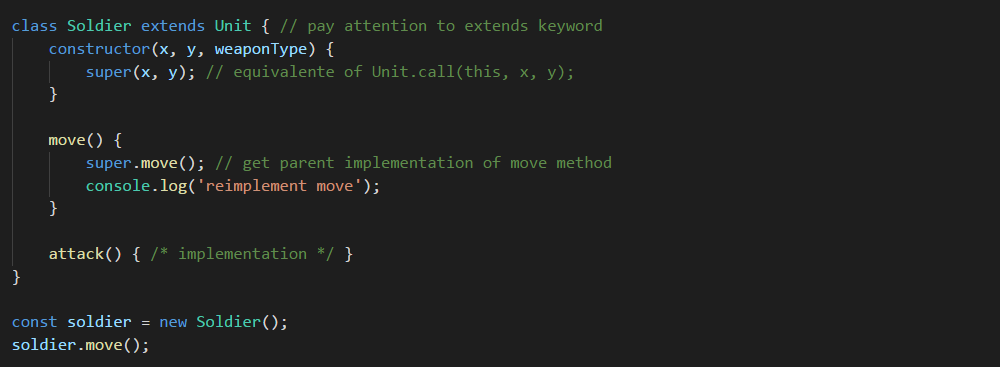 class Soldier extends Unit { // pay attention to extends keyword
    constructor(x, y, weaponType) {
        super(x, y); // equivalente of Unit.call(this, x, y);
    }

    move() {
        super.move(); // get parent implementation of move method
        console.log('reimplement move');
    }

    attack() { /* implementation */ }
}

const soldier = new Soldier();
soldier.move();